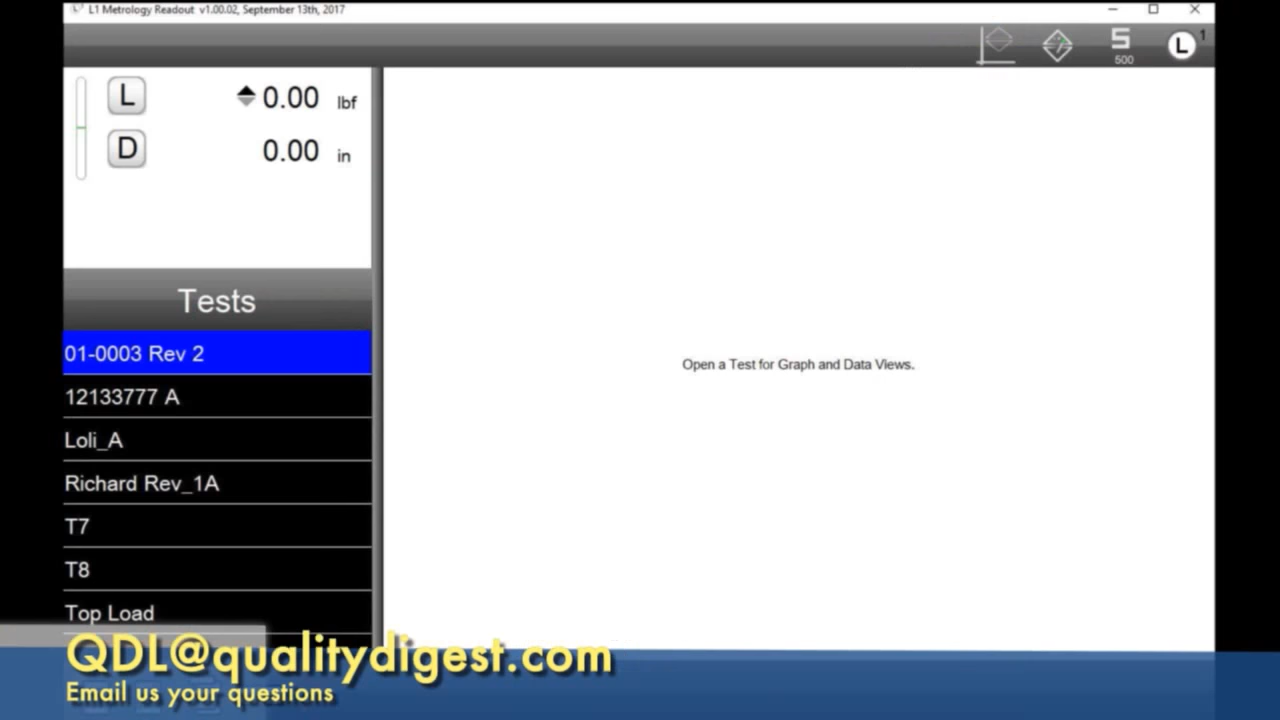 L1 Metrology Readout v1.00.02, September 13th, 2017
5
500
L 1
L 0.00 lbf
D 0.00 in
Tests
01-0003 Rev 2
12133777 A
Loli_A
Richard Rev_1A
T7
T8
Top Load
Open a Test for Graph and Data Views.
QDL@qualitydigest.com
Email us your questions